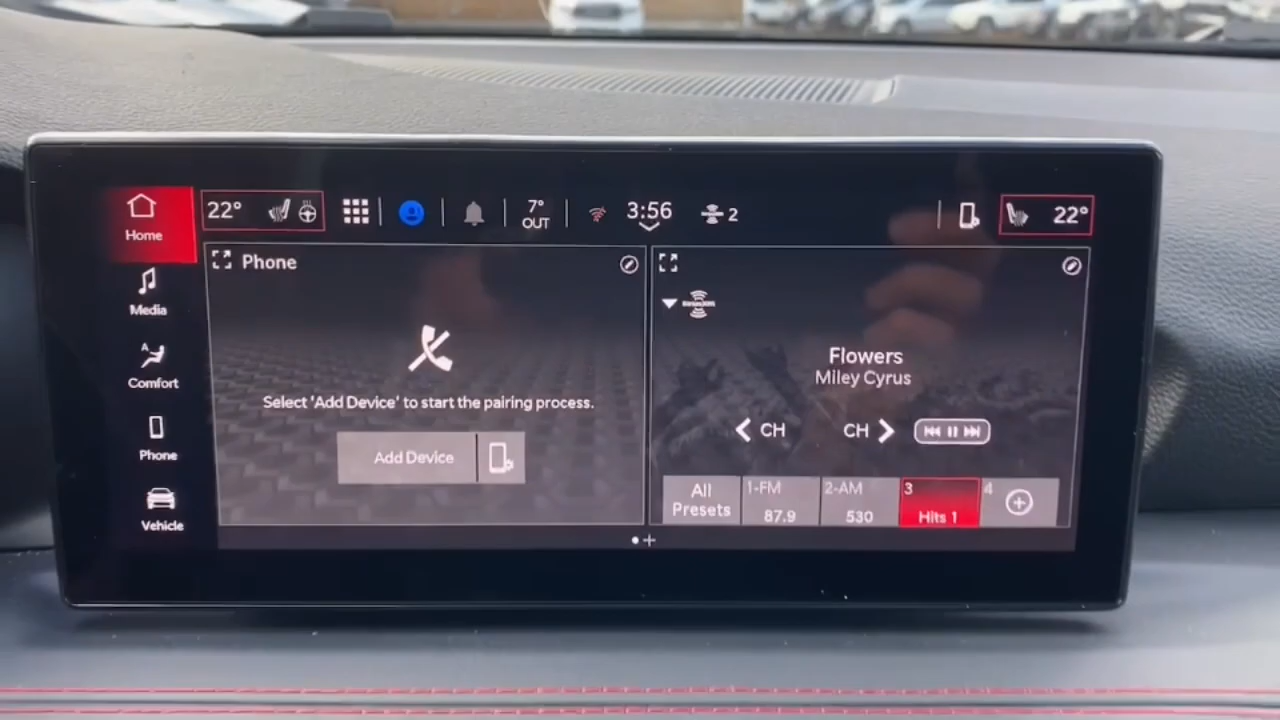 Home
22°
7°
OUT
3:56
2
22°
Media
Comfort
A
Phone
Vehicle
Phone
Select 'Add Device' to start the pairing process.
Add Device
Flowers
Miley Cyrus
CH
CH
All
Presets
1-FM
87.9
2-AM
530
3
Hits 1
4